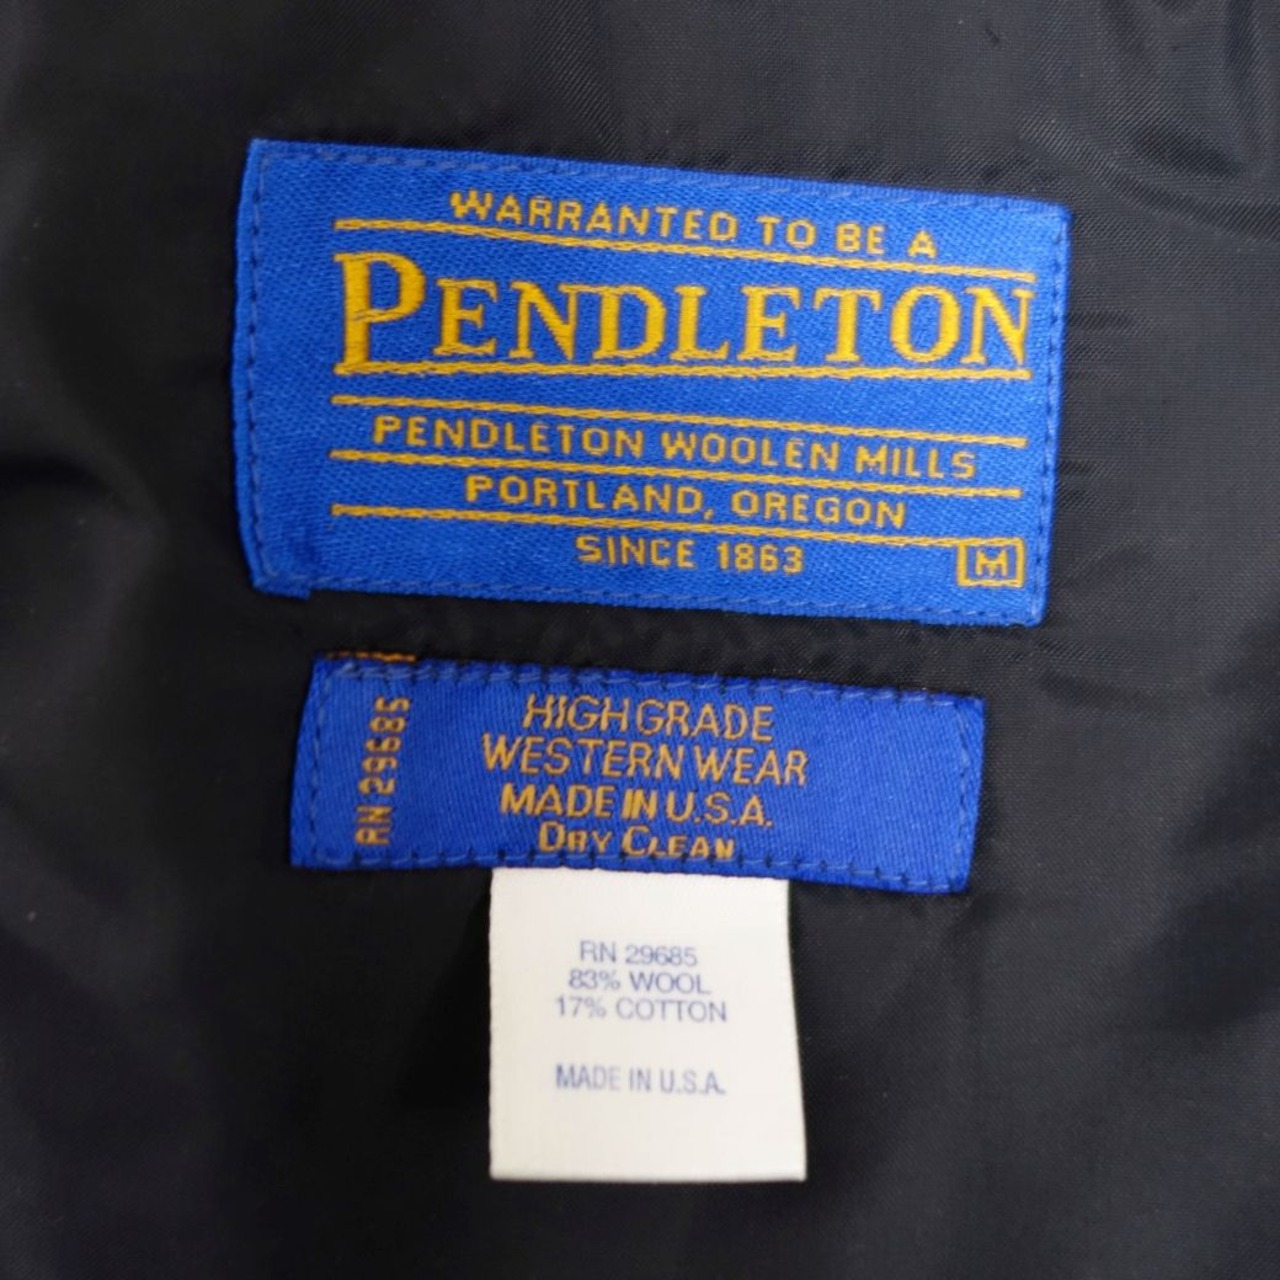 WARRANTED TO BE A
PENDLETON
PENDLETON WOOLEN MILLS
PORTLAND, OREGON
SINCE 1863
M
RN 29685
HIGH GRADE
WESTERN WEAR
MADE IN U.S.A.
DRY CLEAN
RN 29685
83% WOOL
17% COTTON
MADE IN U.S.A.